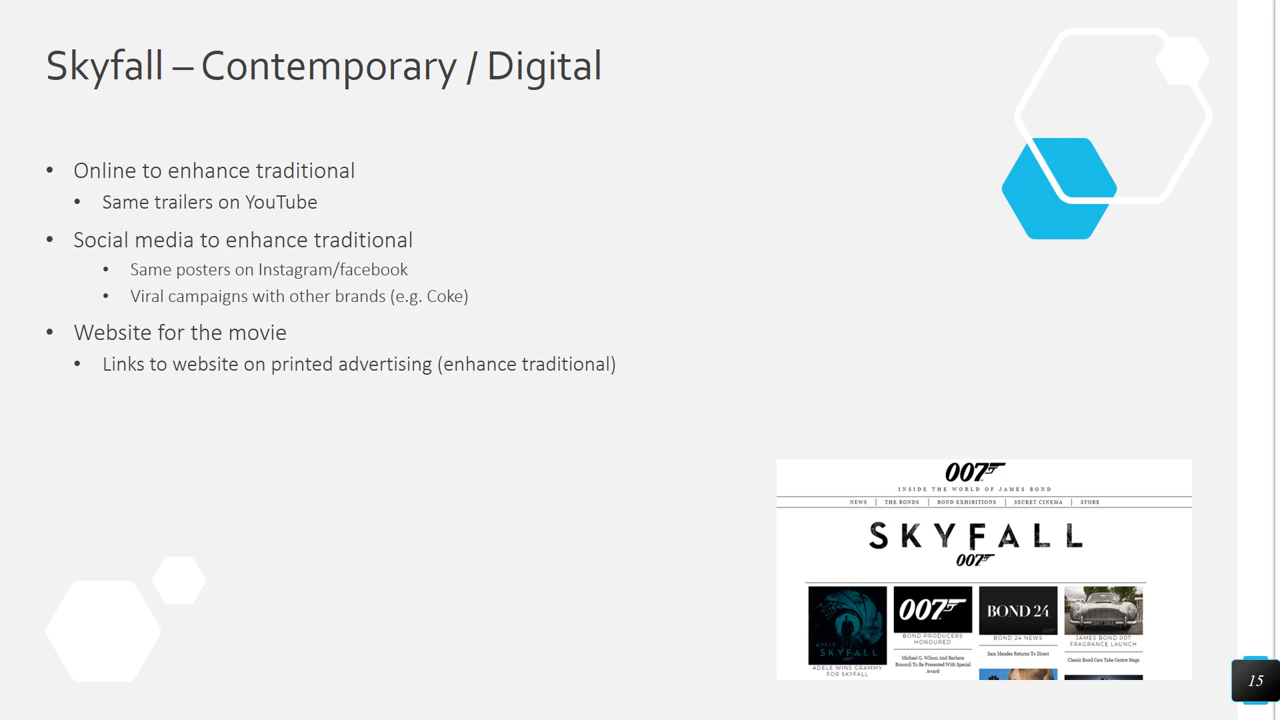 Skyfall – Contemporary / Digital
• Online to enhance traditional
• Same trailers on YouTube
• Social media to enhance traditional
• Same posters on Instagram/facebook
• Viral campaigns with other brands (e.g. Coke)
• Website for the movie
• Links to website on printed advertising (enhance traditional)
007
INSIDE THE WORLD OF JAMES BOND
NEWS | THE BONDS | BOND EXHIBITIONS | SECRET CINEMA | STORE
SKYFALL
007
ADELE
SKYFALL
ADELE WINS GRAMMY
FOR SKYFALL
007
BOND PRODUCERS
HONOURED
Michael G. Wilson And Barbara
Broccoli To Be Presented With Special
Award
BOND 24
BOND 24 NEWS
Sam Mendes Returns To Direct
JAMES BOND 007
FRAGRANCE LAUNCH
Classic Bond Cars Take Centre Stage
15